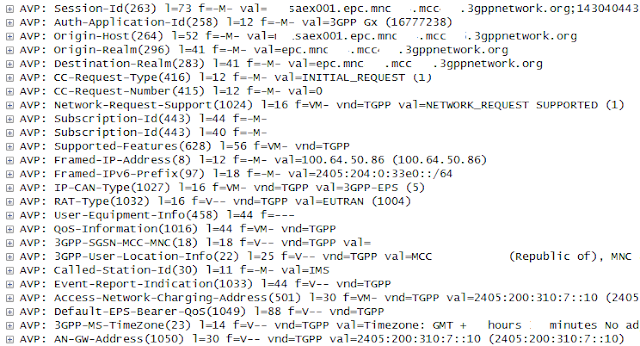 AVP: Session-Id(263) l=73 f=-M- val= saex001.epc.mnc .mcc .3gppnetwork.org;143040443
AVP: Auth-Application-Id(258) l=12 f=-M- val=3GPP Gx (16777238)
AVP: Origin-Host(264) l=52 f=-M- val= saex001.epc.mnc .mcc .3gppnetwork.org
AVP: Origin-Realm(296) l=41 f=-M- val=epc.mnc .mcc .3gppnetwork.org
AVP: Destination-Realm(283) l=41 f=-M- val=epc.mnc .mcc .3gppnetwork.org
AVP: CC-Request-Type(416) l=12 f=-M- val=INITIAL_REQUEST (1)
AVP: CC-Request-Number(415) l=12 f=-M- val=0
AVP: Network-Request-Support(1024) l=16 f=VM- vnd=TGPP val=NETWORK_REQUEST SUPPORTED (1)
AVP: Subscription-Id(443) l=44 f=-M-
AVP: Subscription-Id(443) l=40 f=-M-
AVP: Supported-Features(628) l=56 f=VM- vnd=TGPP
AVP: Framed-IP-Address(8) l=12 f=-M- val=100.64.50.86 (100.64.50.86)
AVP: Framed-IPv6-Prefix(97) l=18 f=-M- val=2405:204:0:33e0::/64
AVP: IP-CAN-Type(1027) l=16 f=VM- vnd=TGPP val=3GPP-EPS (5)
AVP: RAT-Type(1032) l=16 f=V-- vnd=TGPP val=EUTRAN (1004)
AVP: User-Equipment-Info(458) l=44 f=---
AVP: QoS-Information(1016) l=44 f=VM- vnd=TGPP
AVP: 3GPP-SGSN-MCC-MNC(18) l=18 f=V-- vnd=TGPP val=
AVP: 3GPP-User-Location-Info(22) l=25 f=V-- vnd=TGPP val=MCC (Republic of), MNC
AVP: Called-Station-Id(30) l=11 f=-M- val=IMS
AVP: Event-Report-Indication(1033) l=44 f=V-- vnd=TGPP
AVP: Access-Network-Charging-Address(501) l=30 f=VM- vnd=TGPP val=2405:200:310:7::10 (2405
AVP: Default-EPS-Bearer-QoS(1049) l=88 f=V-- vnd=TGPP
AVP: 3GPP-MS-TimeZone(23) l=14 f=V-- vnd=TGPP val=Timezone: GMT + hours minutes No ad
AVP: AN-GW-Address(1050) l=30 f=V-- vnd=TGPP val=2405:200:310:7::10 (2405:200:310:7::10)